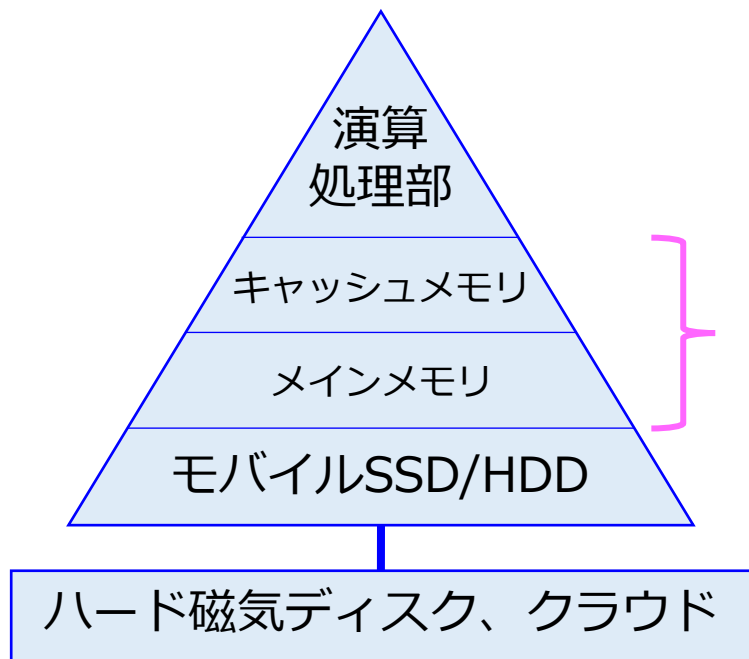 演算
処理部
キャッシュメモリ
メインメモリ
モバイルSSD/HDD
ハード磁気ディスク、クラウド